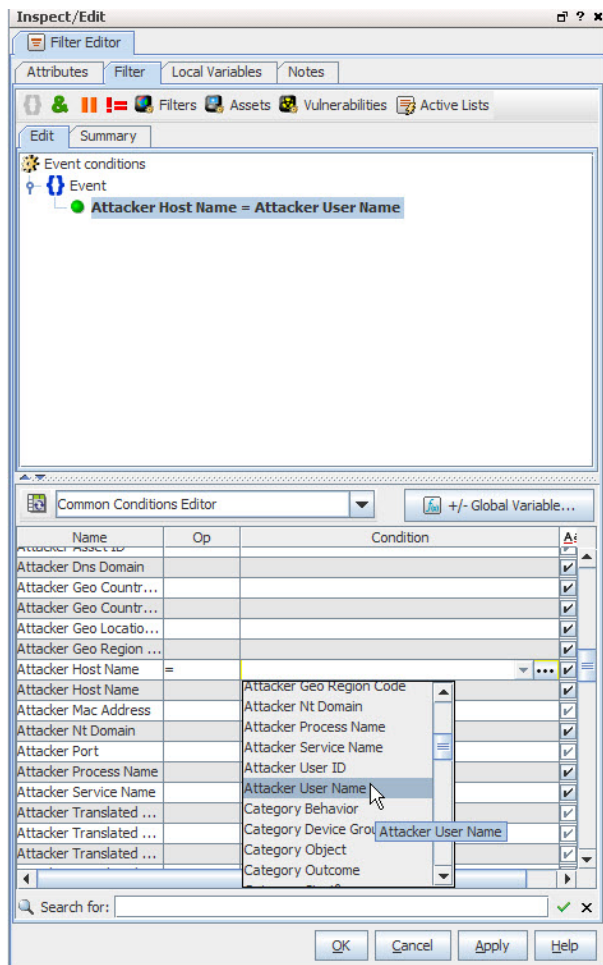 Inspect/Edit
Filter Editor
Attributes Filter Local Variables Notes
& != Filters Assets Vulnerabilities Active Lists
Edit Summary
Event conditions
{} Event
Attacker Host Name = Attacker User Name
Common Conditions Editor +/- Global Variable...
Name Op Condition
Attacker Asset ID
Attacker Dns Domain
Attacker Geo Countr...
Attacker Geo Countr...
Attacker Geo Locatio...
Attacker Geo Region ...
Attacker Host Name =
Attacker Host Name
Attacker Geo Region Code
Attacker Mac Address
Attacker Nt Domain
Attacker Nt Domain
Attacker Process Name
Attacker Port
Attacker Service Name
Attacker Process Name
Attacker User ID
Attacker Service Name
Attacker User Name
Attacker Translated ...
Category Behavior
Attacker Translated ...
Category Device Grou
Attacker User Name
Attacker Translated ...
Category Object
Category Outcome
Search for:
OK Cancel Apply Help